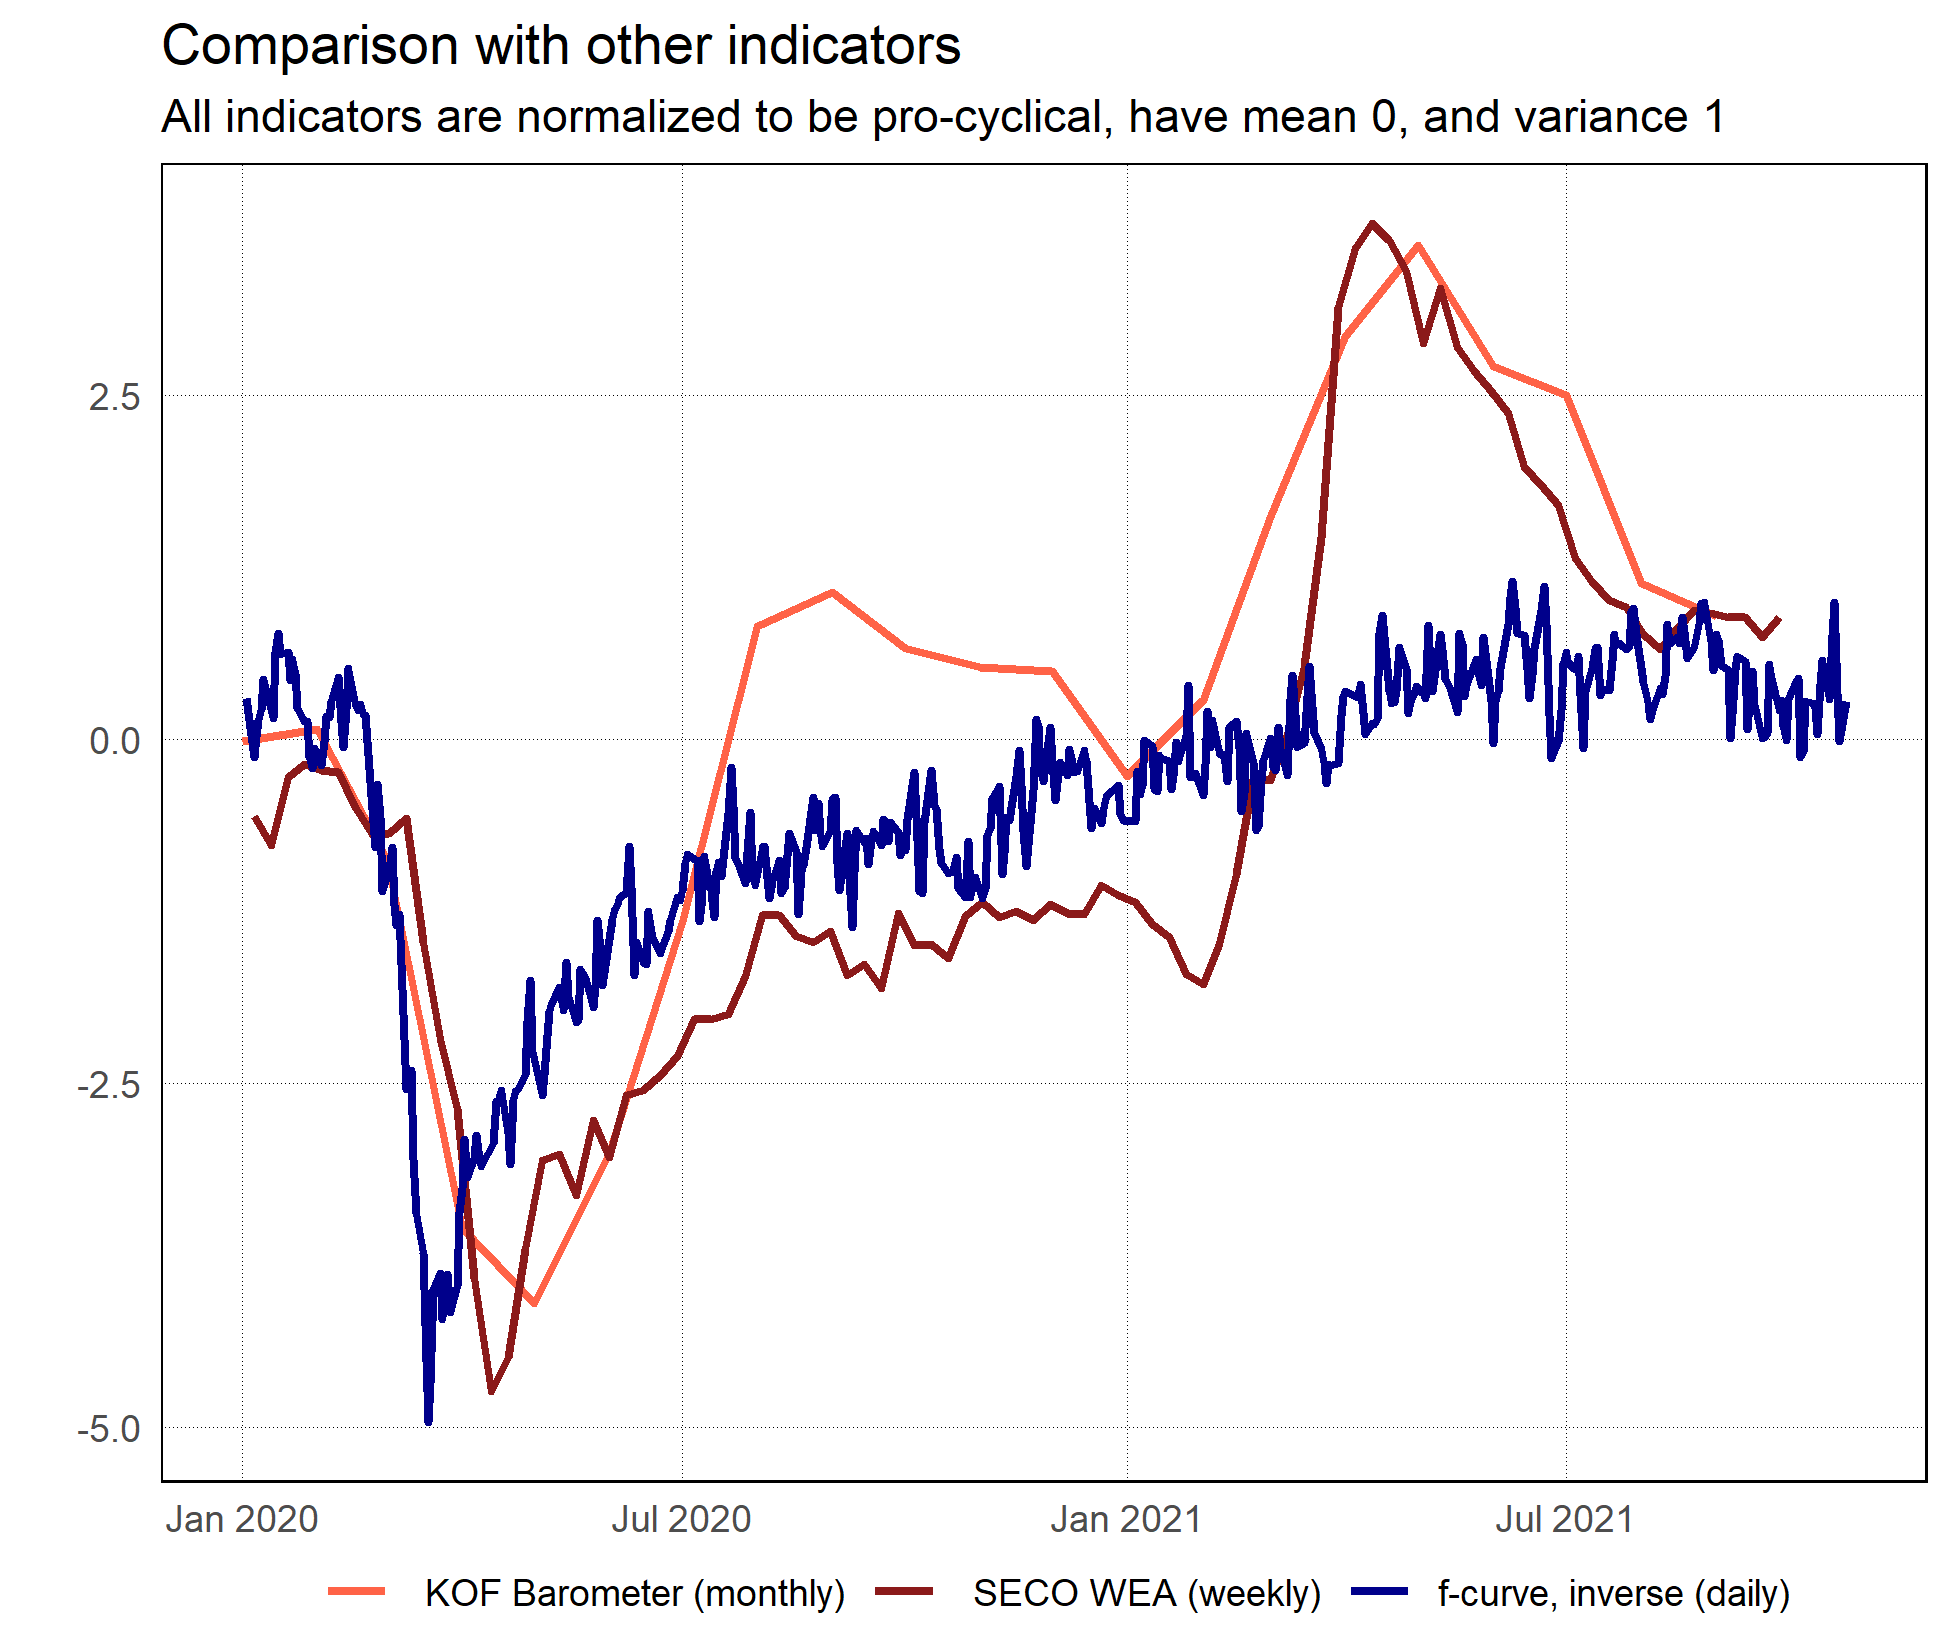 Comparison with other indicators
All indicators are normalized to be pro-cyclical, have mean 0, and variance 1
2.5
0.0
-2.5
-5.0
Jan 2020 Jul 2020 Jan 2021 Jul 2021
KOF Barometer (monthly) SECO WEA (weekly) f-curve, inverse (daily)